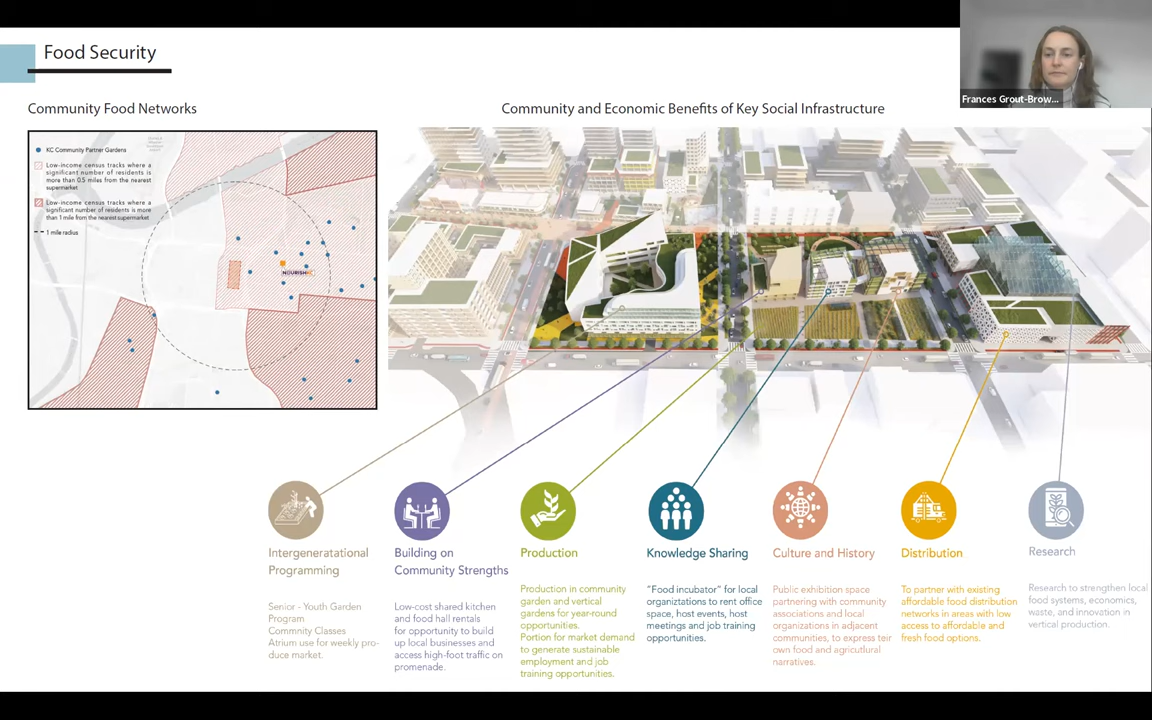 Food Security
Community Food Networks
Community and Economic Benefits of Key Social Infrastructure
Frances Grout-Brow...
KC Community Partner Gardens
Low-income census tracks where a
significant number of residents is
more than 0.5 miles from the nearest
supermarket
Low-income census tracks where a
significant number of residents is more
than 1 mile from the nearest supermarket
1 mile radius
NOURISHKC
Intergeneratational
Programming
Senior - Youth Garden
Program
Commnity Classes
Atrium use for weekly pro-
duce market.
Building on
Community Strengths
Low-cost shared kitchen
and food hall rentals
for opportunity to build
up local businesses and
access high-foot traffic on
promenade.
Production
Production in community
garden and vertical
gardens for year-round
opportunities.
Portion for market demand
to generate sustainable
employment and job
training opportunities.
Knowledge Sharing
“Food incubator” for local
organiztations to rent office
space, host events, host
meetings and job training
opportunities.
Culture and History
Public exhibition space
partnering with community
associations and local
organizations in adjacent
communities, to express teir
own food and agricutlural
narratives.
Distribution
To partner with existing
affordable food distribution
networks in areas with low
access to affordable and
fresh food options.
Research
Research to strengthen local
food systems, economics,
waste, and innovation in
vertical production.